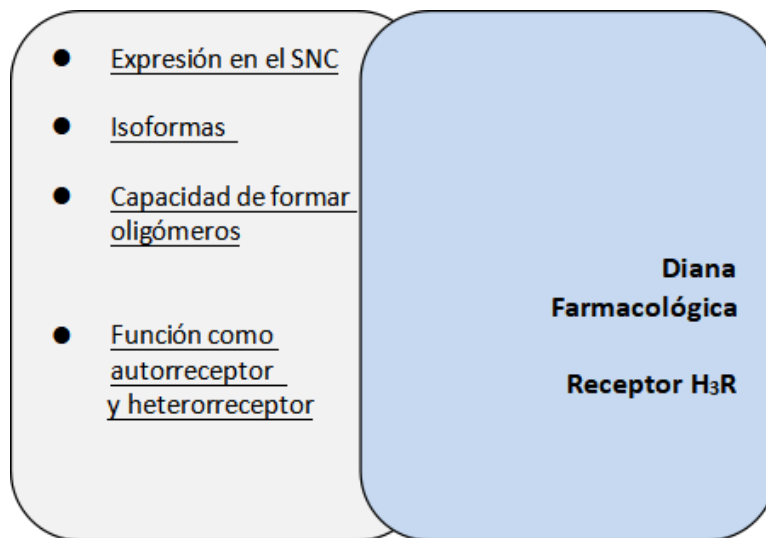 ● Expresión en el SNC
● Isoformas
● Capacidad de formar
oligómeros
● Función como
autorreceptor
y heterorreceptor
Diana
Farmacológica
Receptor H₃R